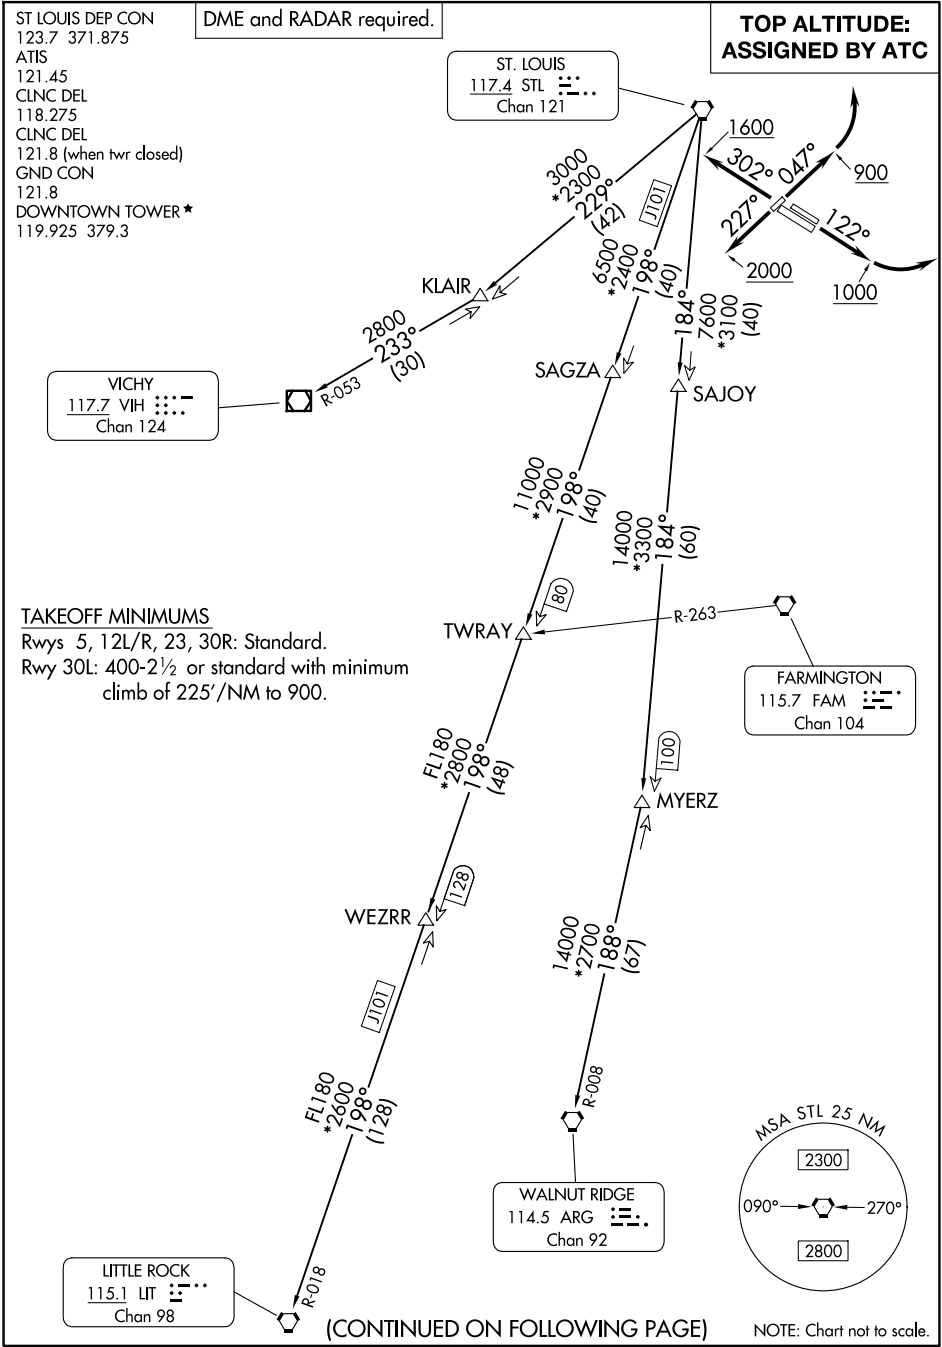 ST LOUIS DEP CON
123.7 371.875
ATIS
121.45
CLNC DEL
118.275
CLNC DEL
121.8 (when twr closed)
GND CON
121.8
DOWNTOWN TOWER★
119.925 379.3
DME and RADAR required.
TOP ALTITUDE:
ASSIGNED BY ATC
ST. LOUIS
117.4 STL
Chan 121
1600
302°
047°
900
227°
2000
122°
1000
3000
*2300
229°
(42)
J101
6500
*2400
198°
(40)
184°
7600
*3100
(40)
KLAIR
2800
233°
(30)
R-053
VICHY
117.7 VIH
Chan 124
SAGZA
SAJOY
11000
*2900
198°
(40)
14000
*3300
184°
(60)
80
TWRAY
R-263
FARMINGTON
115.7 FAM
Chan 104
TAKEOFF MINIMUMS
Rwys 5, 12L/R, 23, 30R: Standard.
Rwy 30L: 400-2½ or standard with minimum
climb of 225'/NM to 900.
FL180
*2800
198°
(48)
100
MYERZ
128
WEZRR
14000
*2700
188°
(67)
J101
FL180
*2600
198°
(128)
R-008
WALNUT RIDGE
114.5 ARG
Chan 92
MSA STL 25 NM
2300
090°
270°
2800
LITTLE ROCK
115.1 LIT
Chan 98
R-018
(CONTINUED ON FOLLOWING PAGE)
NOTE: Chart not to scale.